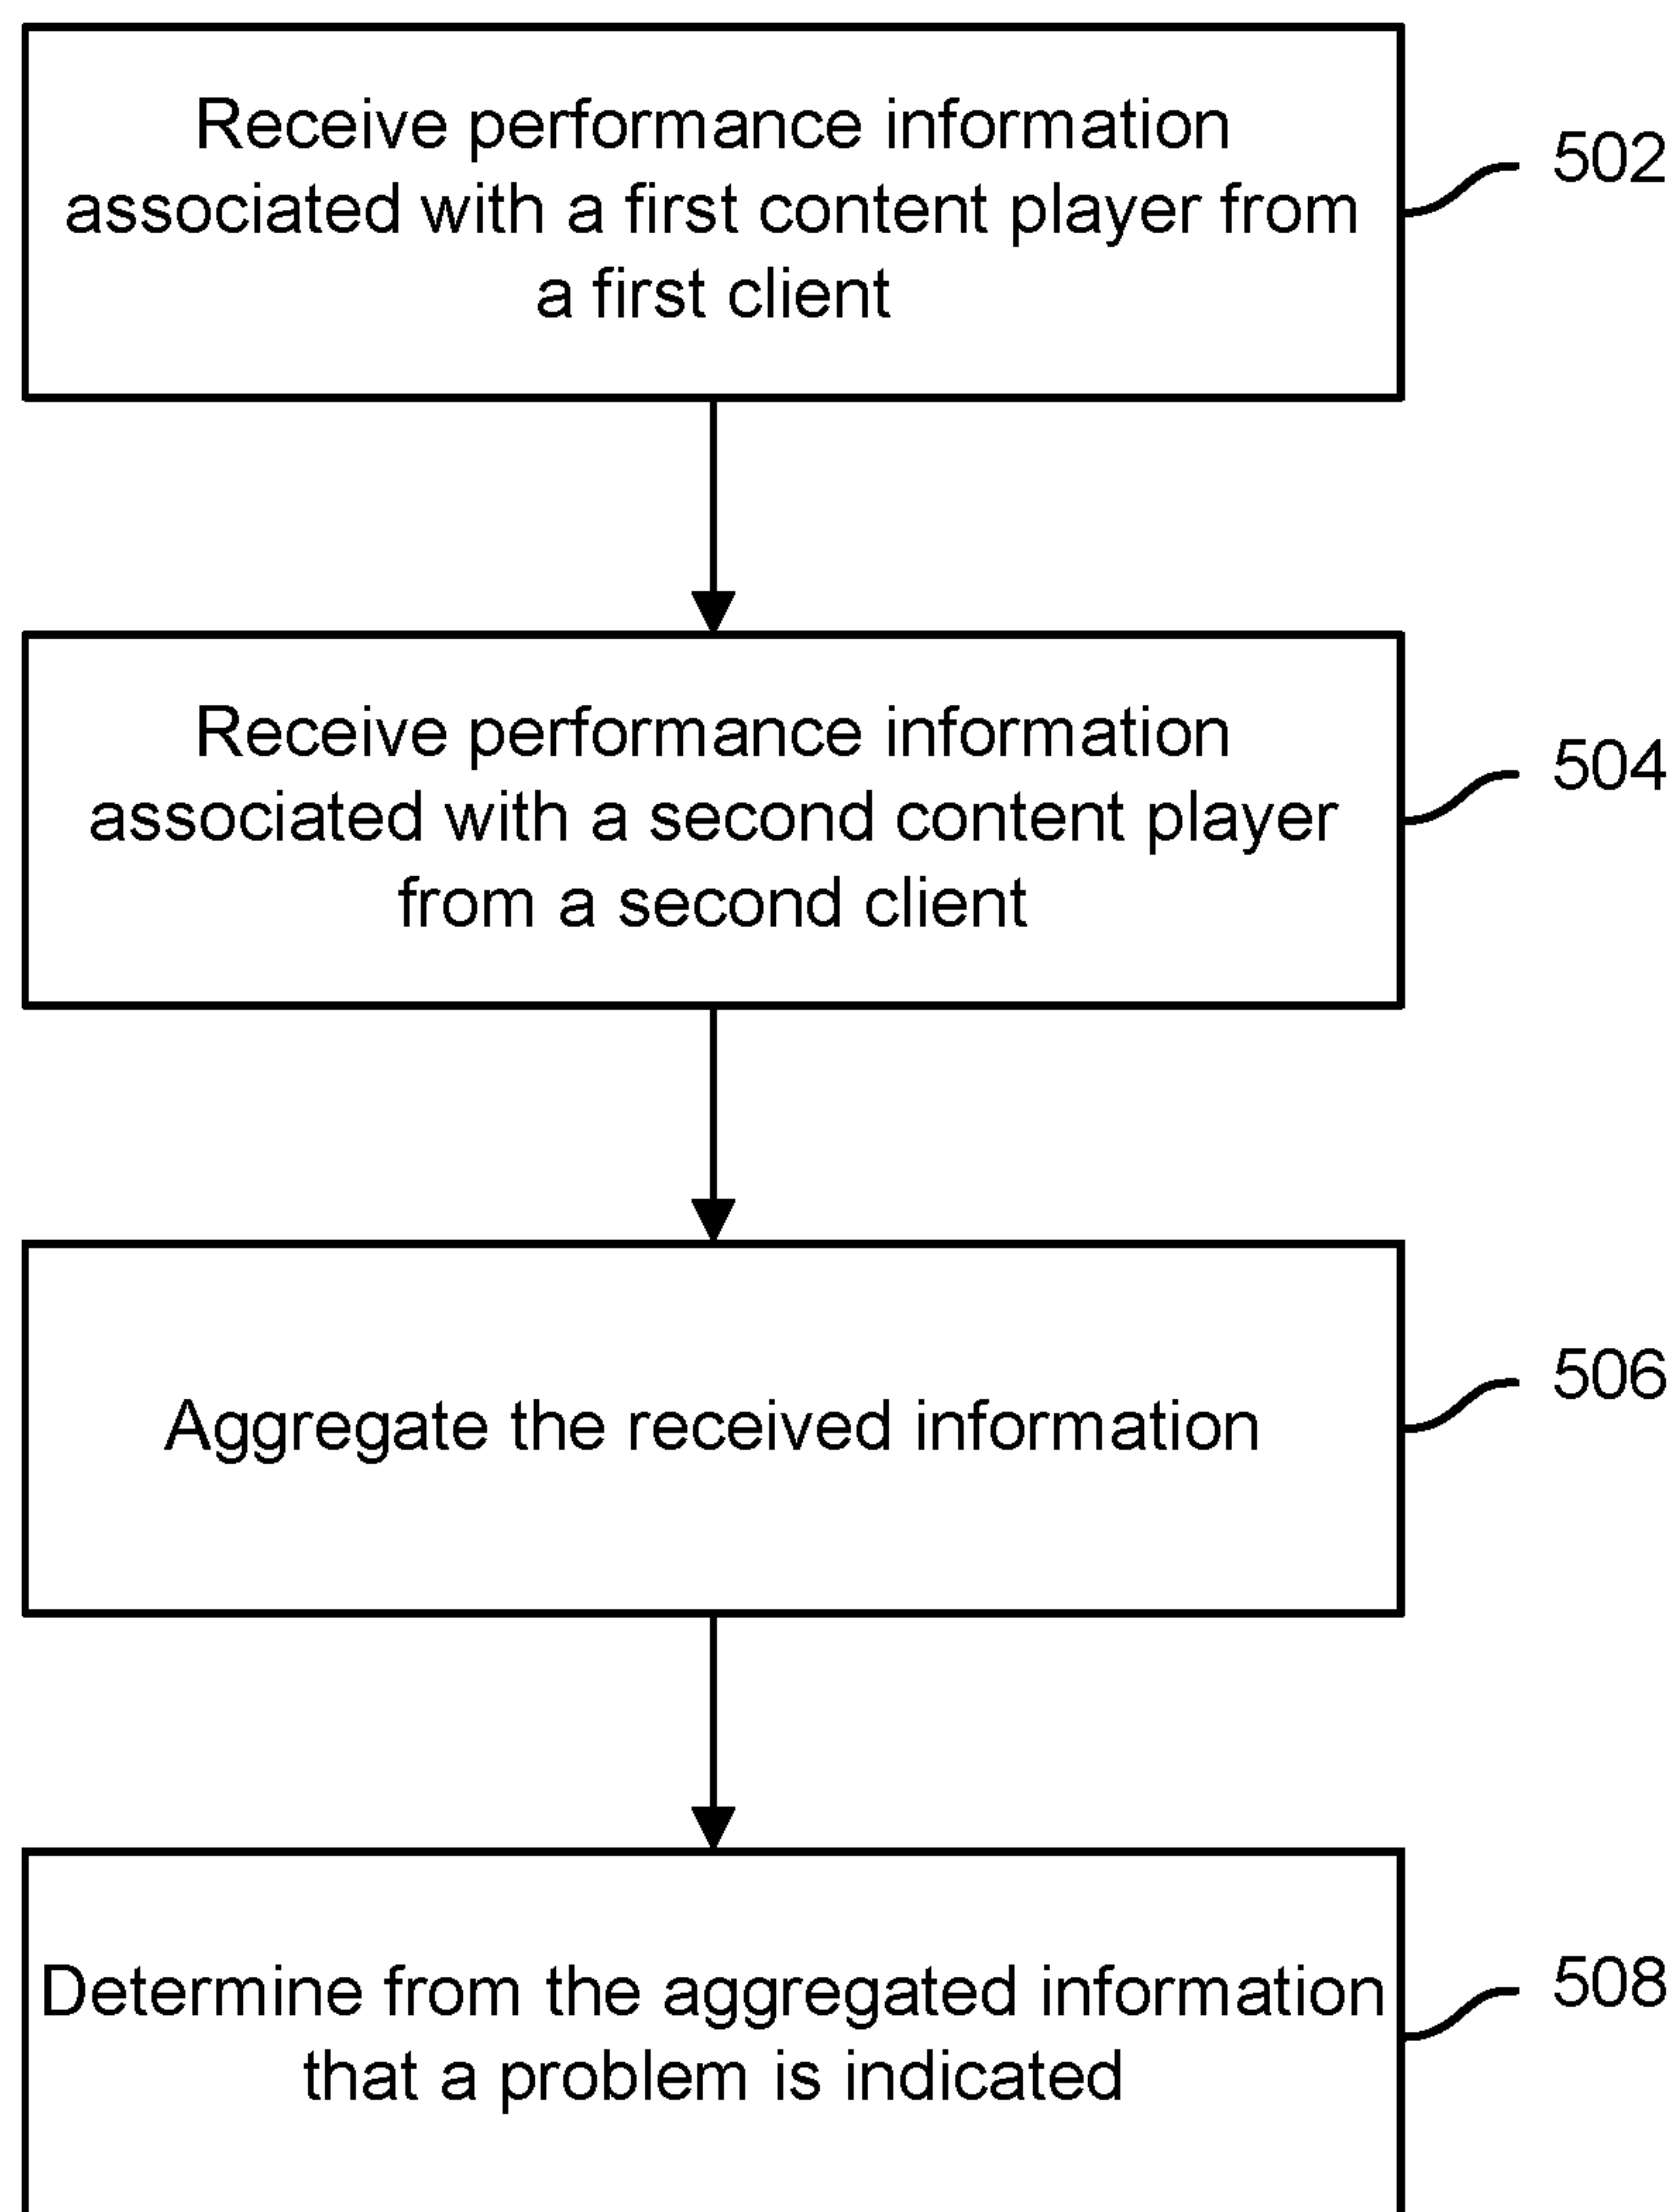 Receive performance information
associated with a first content player from
a first client
502
Receive performance information
associated with a second content player
from a second client
504
Aggregate the received information
506
Determine from the aggregated information
that a problem is indicated
508